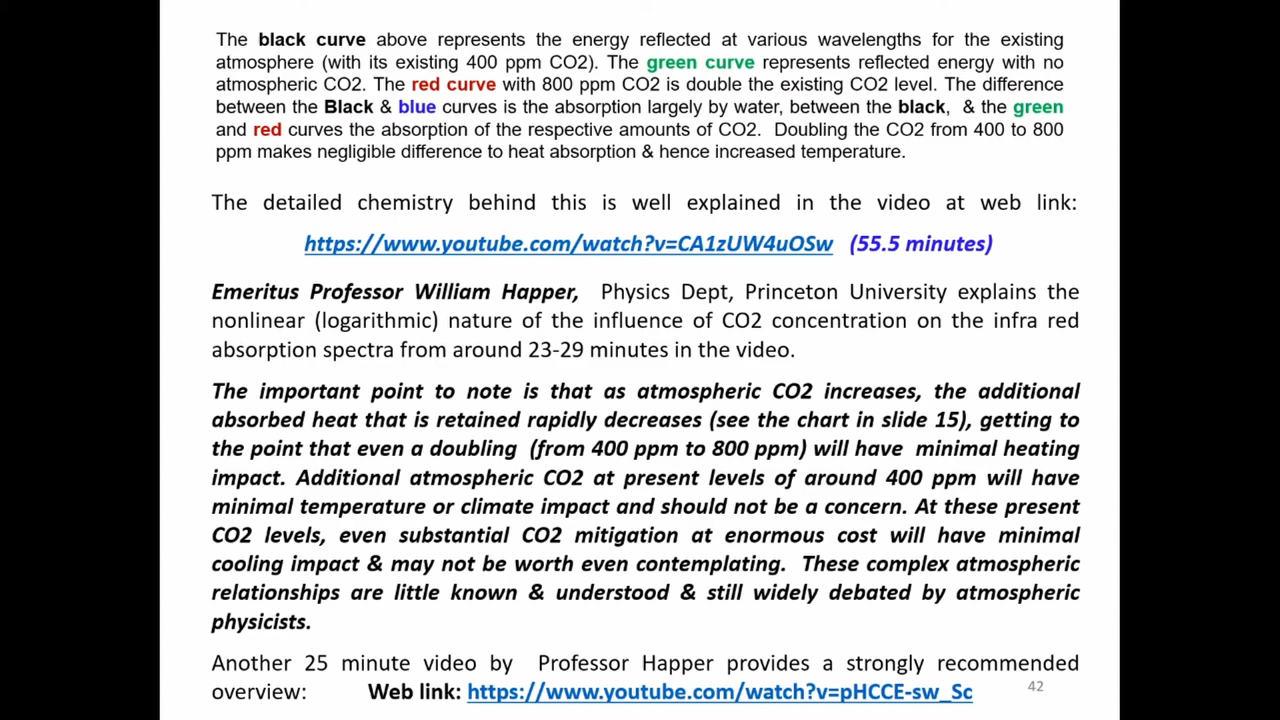 The black curve above represents the energy reflected at various wavelengths for the existing
atmosphere (with its existing 400 ppm CO2). The green curve represents reflected energy with no
atmospheric CO2. The red curve with 800 ppm CO2 is double the existing CO2 level. The difference
between the Black & blue curves is the absorption largely by water, between the black, & the green
and red curves the absorption of the respective amounts of CO2. Doubling the CO2 from 400 to 800
ppm makes negligible difference to heat absorption & hence increased temperature.
The detailed chemistry behind this is well explained in the video at web link:
https://www.youtube.com/watch?v=CA1zUW4uOSw (55.5 minutes)
Emeritus Professor William Happer, Physics Dept, Princeton University explains the
nonlinear (logarithmic) nature of the influence of CO2 concentration on the infra red
absorption spectra from around 23-29 minutes in the video.
The important point to note is that as atmospheric CO2 increases, the additional
absorbed heat that is retained rapidly decreases (see the chart in slide 15), getting to
the point that even a doubling (from 400 ppm to 800 ppm) will have minimal heating
impact. Additional atmospheric CO2 at present levels of around 400 ppm will have
minimal temperature or climate impact and should not be a concern. At these present
CO2 levels, even substantial CO2 mitigation at enormous cost will have minimal
cooling impact & may not be worth even contemplating. These complex atmospheric
relationships are little known & understood & still widely debated by atmospheric
physicists.
Another 25 minute video by Professor Happer provides a strongly recommended
overview: Web link: https://www.youtube.com/watch?v=pHCCE-sw_Sc
42